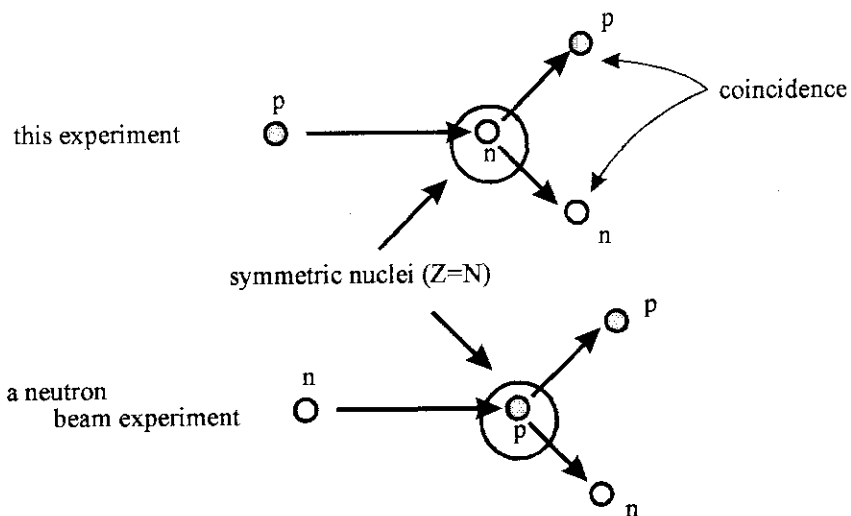 p
p
coincidence
this experiment
n
n
symmetric nuclei (Z=N)
p
n
a neutron
beam experiment
p
n